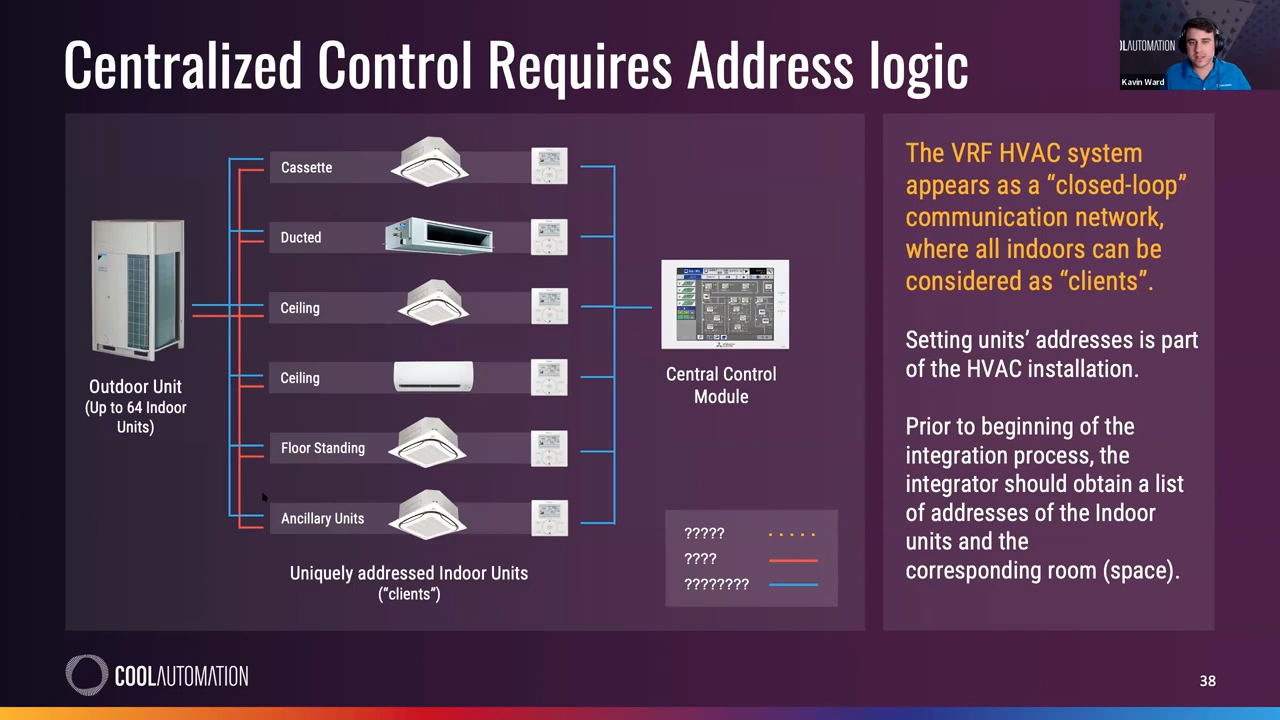 Centralized Control Requires Address logic
OOLAUTOMATION
Kavin Ward
Cassette
Ducted
Ceiling
Ceiling
Floor Standing
Ancillary Units
Outdoor Unit
(Up to 64 Indoor
Units)
Uniquely addressed Indoor Units
(“clients”)
Central Control
Module
?????
????
????????
The VRF HVAC system
appears as a “closed-loop”
communication network,
where all indoors can be
considered as “clients”.
Setting units’ addresses is part
of the HVAC installation.
Prior to beginning of the
integration process, the
integrator should obtain a list
of addresses of the Indoor
units and the
corresponding room (space).
COOLAUTOMATION
38